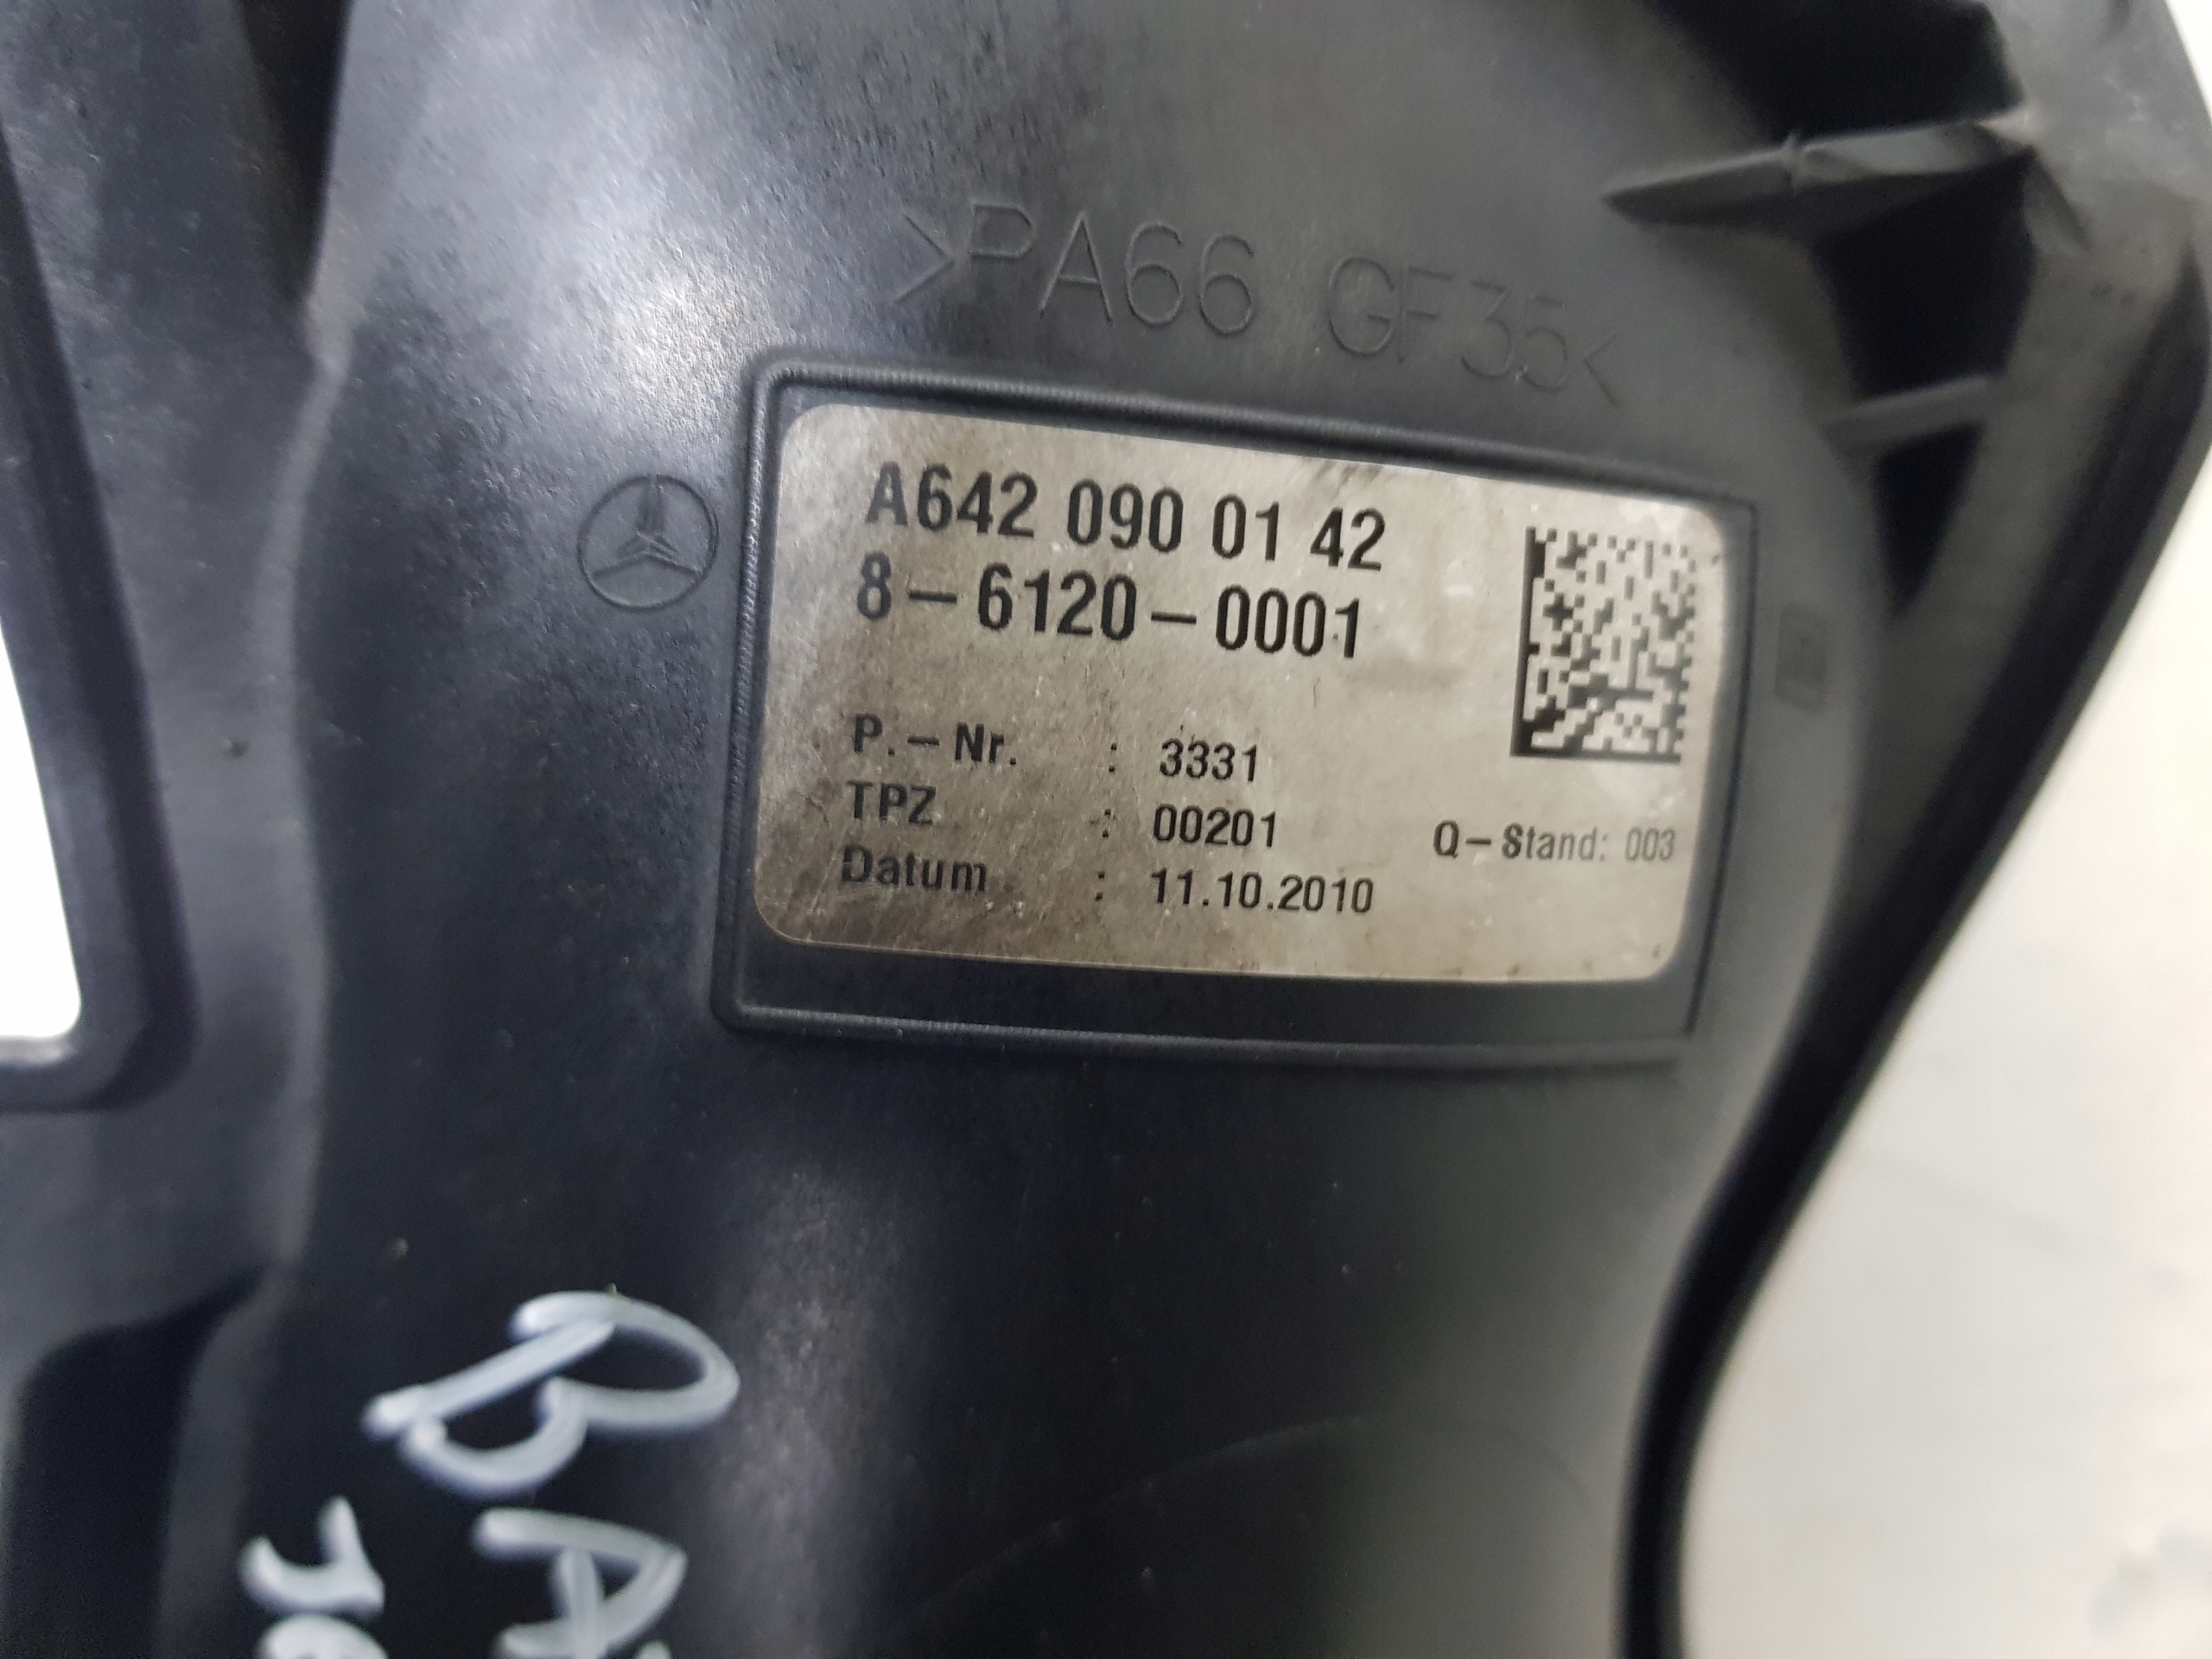 >PA66 GF35<
A642 090 01 42
8-6120-0001
P.-Nr. : 3331
TPZ : 00201
Q-Stand: 003
Datum : 11.10.2010